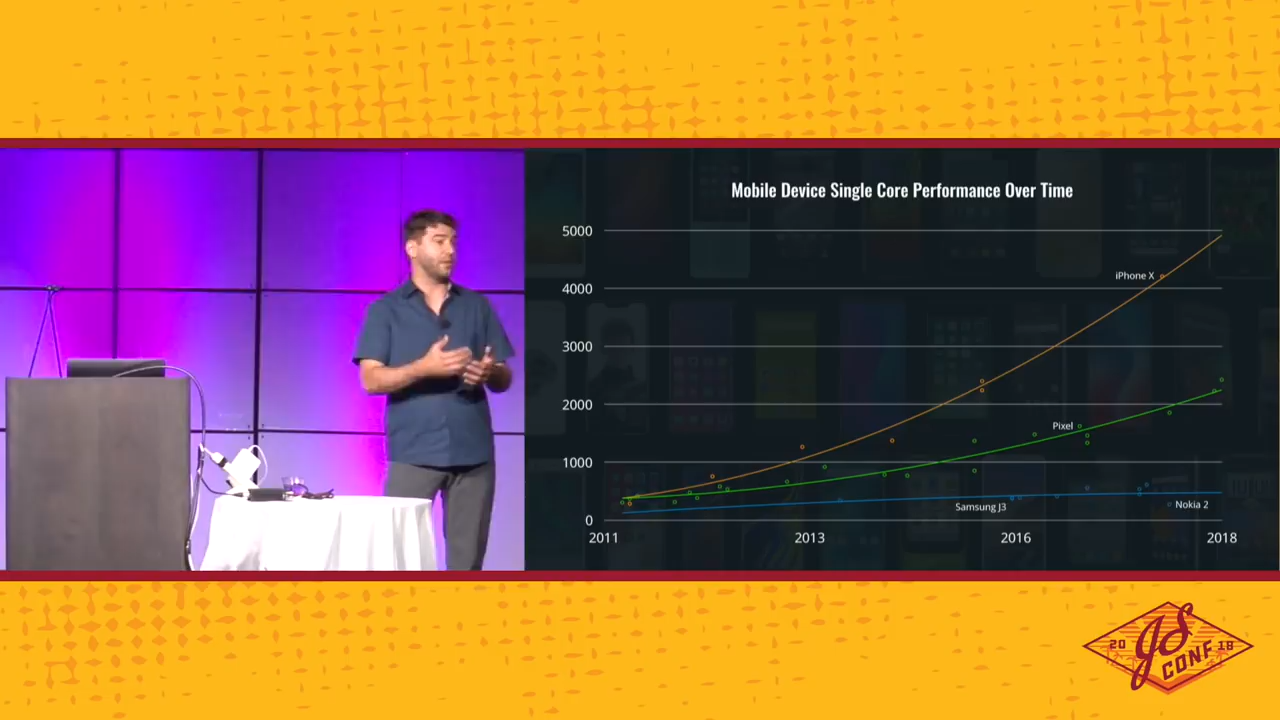 Mobile Device Single Core Performance Over Time
5000
4000
3000
2000
1000
0
2011
2013
2016
2018
iPhone X
Pixel
Samsung J3
Nokia 2
20 JS 18
CONF